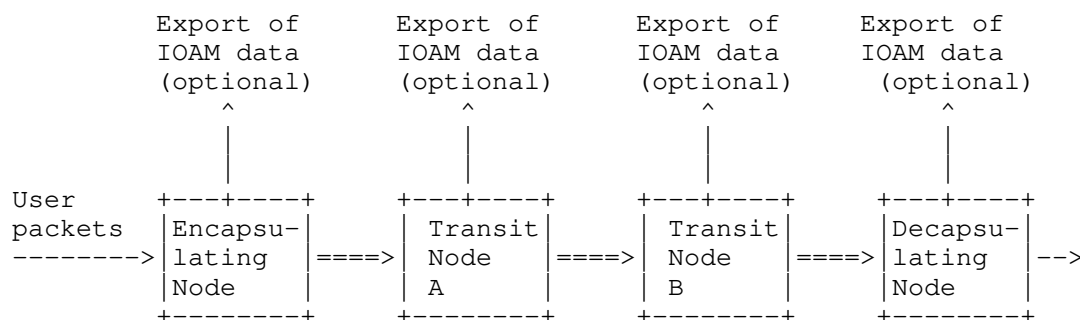 Export of Export of Export of Export of
IOAM data IOAM data IOAM data IOAM data
(optional) (optional) (optional) (optional)
User
packets Encapsu- Transit Transit Decapsu-
lating Node Node lating
Node A B Node